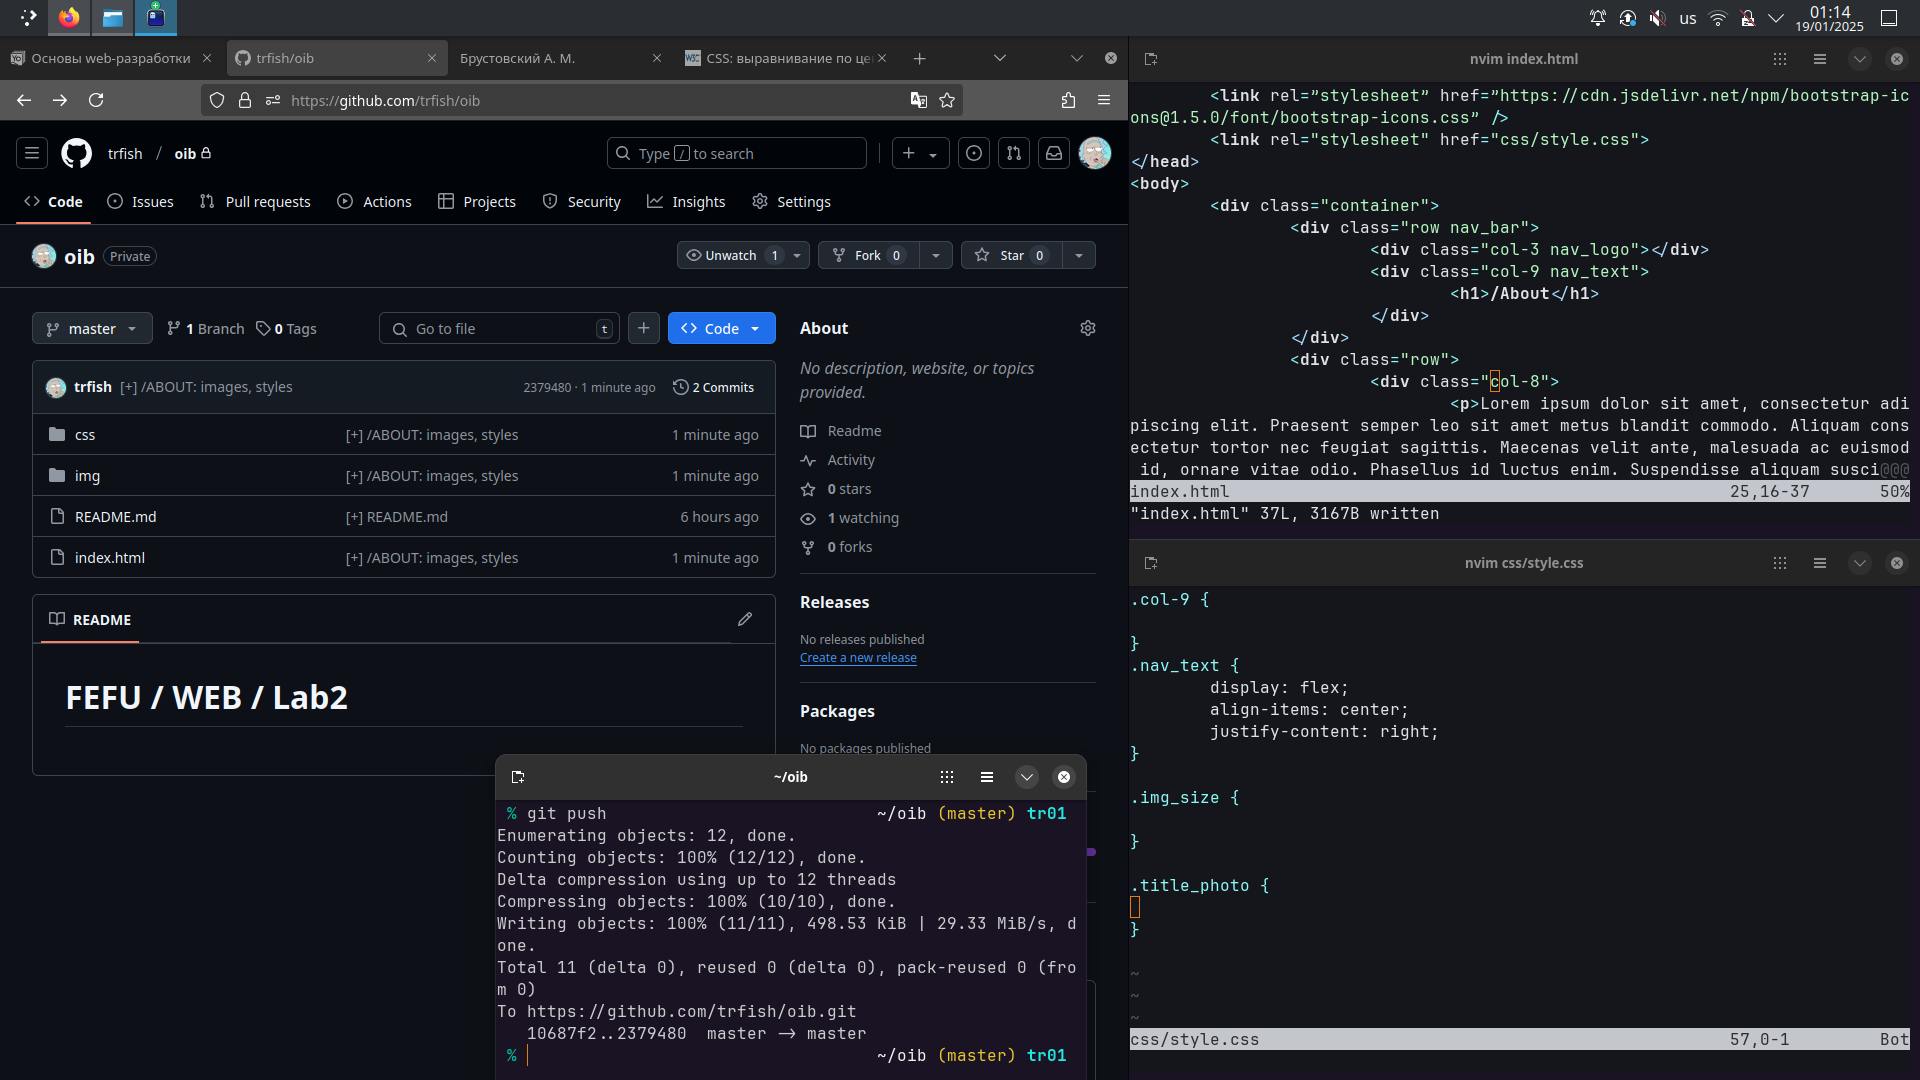 us
01:14
19/01/2025
Основы web-разработки
trfish/oib
Брустовский А. М.
CSS: выравнивание по це
https://github.com/trfish/oib
trfish / oib
Type / to search
Code
Issues
Pull requests
Actions
Projects
Security
Insights
Settings
oib Private
Unwatch 1
Fork 0
Star 0
master
1 Branch
0 Tags
Go to file t
Code
trfish [+] /ABOUT: images, styles 2379480 · 1 minute ago 2 Commits
css [+] /ABOUT: images, styles 1 minute ago
img [+] /ABOUT: images, styles 1 minute ago
README.md [+] README.md 6 hours ago
index.html [+] /ABOUT: images, styles 1 minute ago
README
FEFU / WEB / Lab2
About
No description, website, or topics
provided.
Readme
Activity
0 stars
1 watching
0 forks
Releases
No releases published
Create a new release
Packages
No packages published
~/oib
% git push ~/oib (master) tr01
Enumerating objects: 12, done.
Counting objects: 100% (12/12), done.
Delta compression using up to 12 threads
Compressing objects: 100% (10/10), done.
Writing objects: 100% (11/11), 498.53 KiB | 29.33 MiB/s, d
one.
Total 11 (delta 0), reused 0 (delta 0), pack-reused 0 (fro
m 0)
To https://github.com/trfish/oib.git
10687f2..2379480 master -> master
% ~/oib (master) tr01
nvim index.html
<link rel="stylesheet" href="https://cdn.jsdelivr.net/npm/bootstrap-ic
ons@1.5.0/font/bootstrap-icons.css" />
<link rel="stylesheet" href="css/style.css">
</head>
<body>
<div class="container">
<div class="row nav_bar">
<div class="col-3 nav_logo"></div>
<div class="col-9 nav_text">
<h1>/About</h1>
</div>
</div>
<div class="row">
<div class="col-8">
<p>Lorem ipsum dolor sit amet, consectetur adi
piscing elit. Praesent semper leo sit amet metus blandit commodo. Aliquam cons
ectetur tortor nec feugiat sagittis. Maecenas velit ante, malesuada ac euismod
id, ornare vitae odio. Phasellus id luctus enim. Suspendisse aliquam susci@@@
index.html 25,16-37 50%
"index.html" 37L, 3167B written
nvim css/style.css
.col-9 {
}
.nav_text {
display: flex;
align-items: center;
justify-content: right;
}
.img_size {
}
.title_photo {
}
~
~
~
css/style.css 57,0-1 Bot